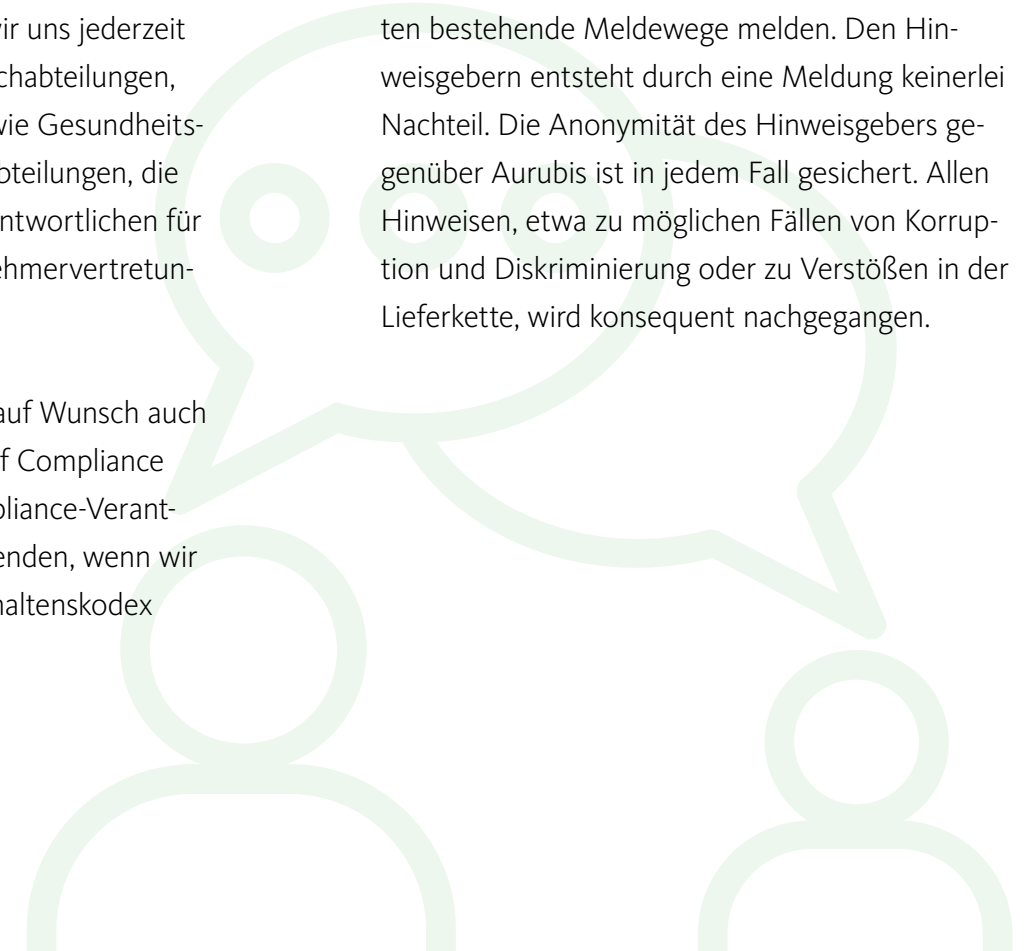 wir uns jederzeit
chabteilungen,
wie Gesundheits-
bteilungen, die
antwortlichen für
ehmervertretun-
auf Wunsch auch
f Compliance
pliance-Verant-
enden, wenn wir
haltenskodex
ten bestehende Meldewege melden. Den Hin-
weisgebern entsteht durch eine Meldung keinerlei
Nachteil. Die Anonymität des Hinweisgebers ge-
genüber Aurubis ist in jedem Fall gesichert. Allen
Hinweisen, etwa zu möglichen Fällen von Korrup-
tion und Diskriminierung oder zu Verstößen in der
Lieferkette, wird konsequent nachgegangen.